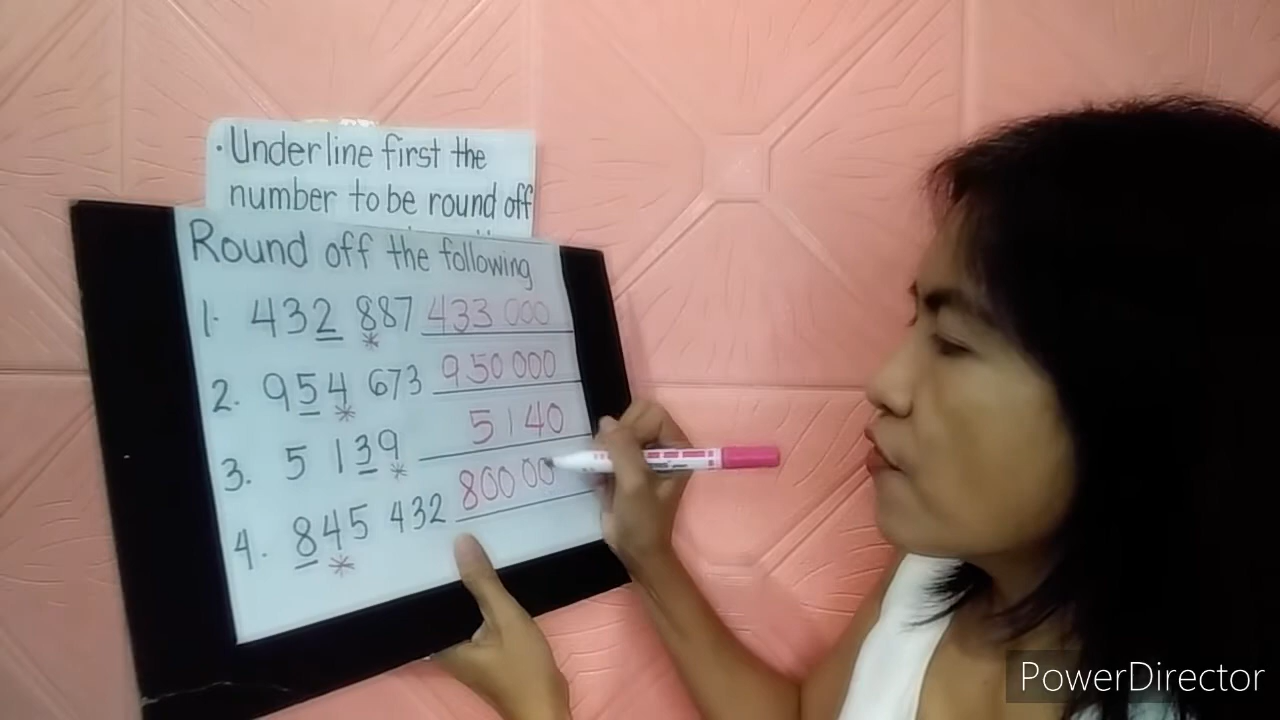 · Underline first the
number to be round off
Round off the following
1. 432 887 433 000
2. 954 673 950 000
3. 5 139 5 140
4. 845 432 800 00
PowerDirector